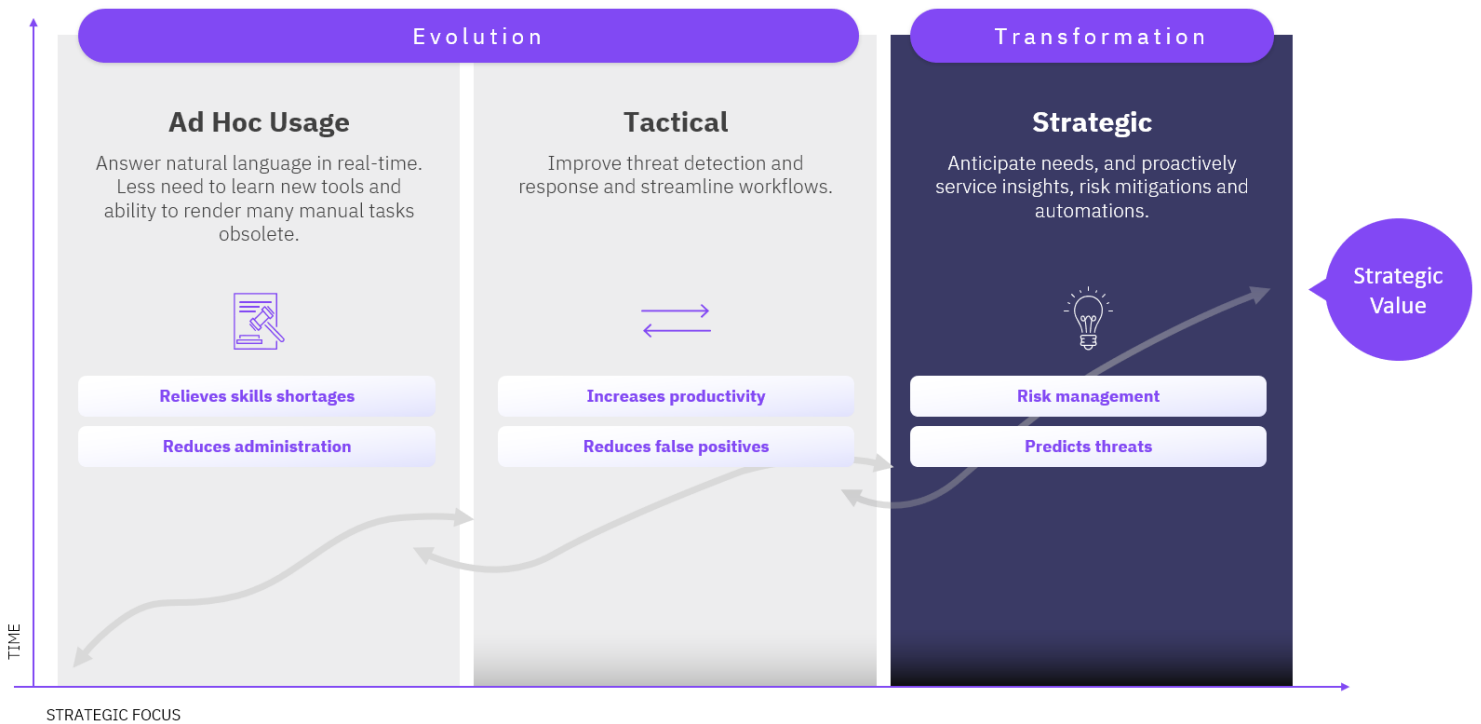 Evolution
Transformation
Ad Hoc Usage
Answer natural language in real-time.
Less need to learn new tools and
ability to render many manual tasks
obsolete.
Relieves skills shortages
Reduces administration
Tactical
Improve threat detection and
response and streamline workflows.
Increases productivity
Reduces false positives
Strategic
Anticipate needs, and proactively
service insights, risk mitigations and
automations.
Risk management
Predicts threats
Strategic
Value
TIME
STRATEGIC FOCUS